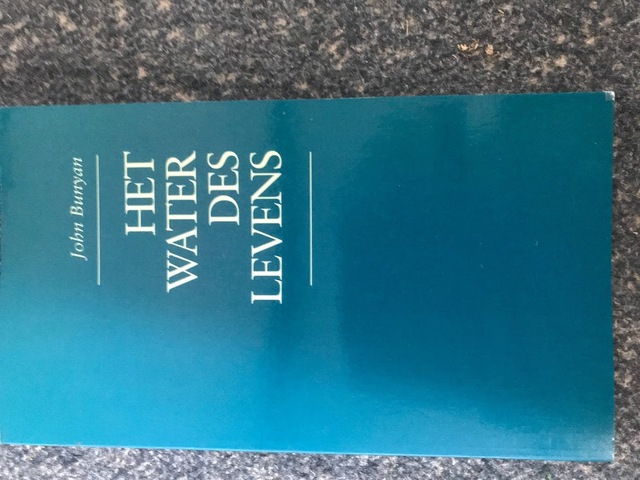 John Bunyan
HET
WATER
DES
LEVENS